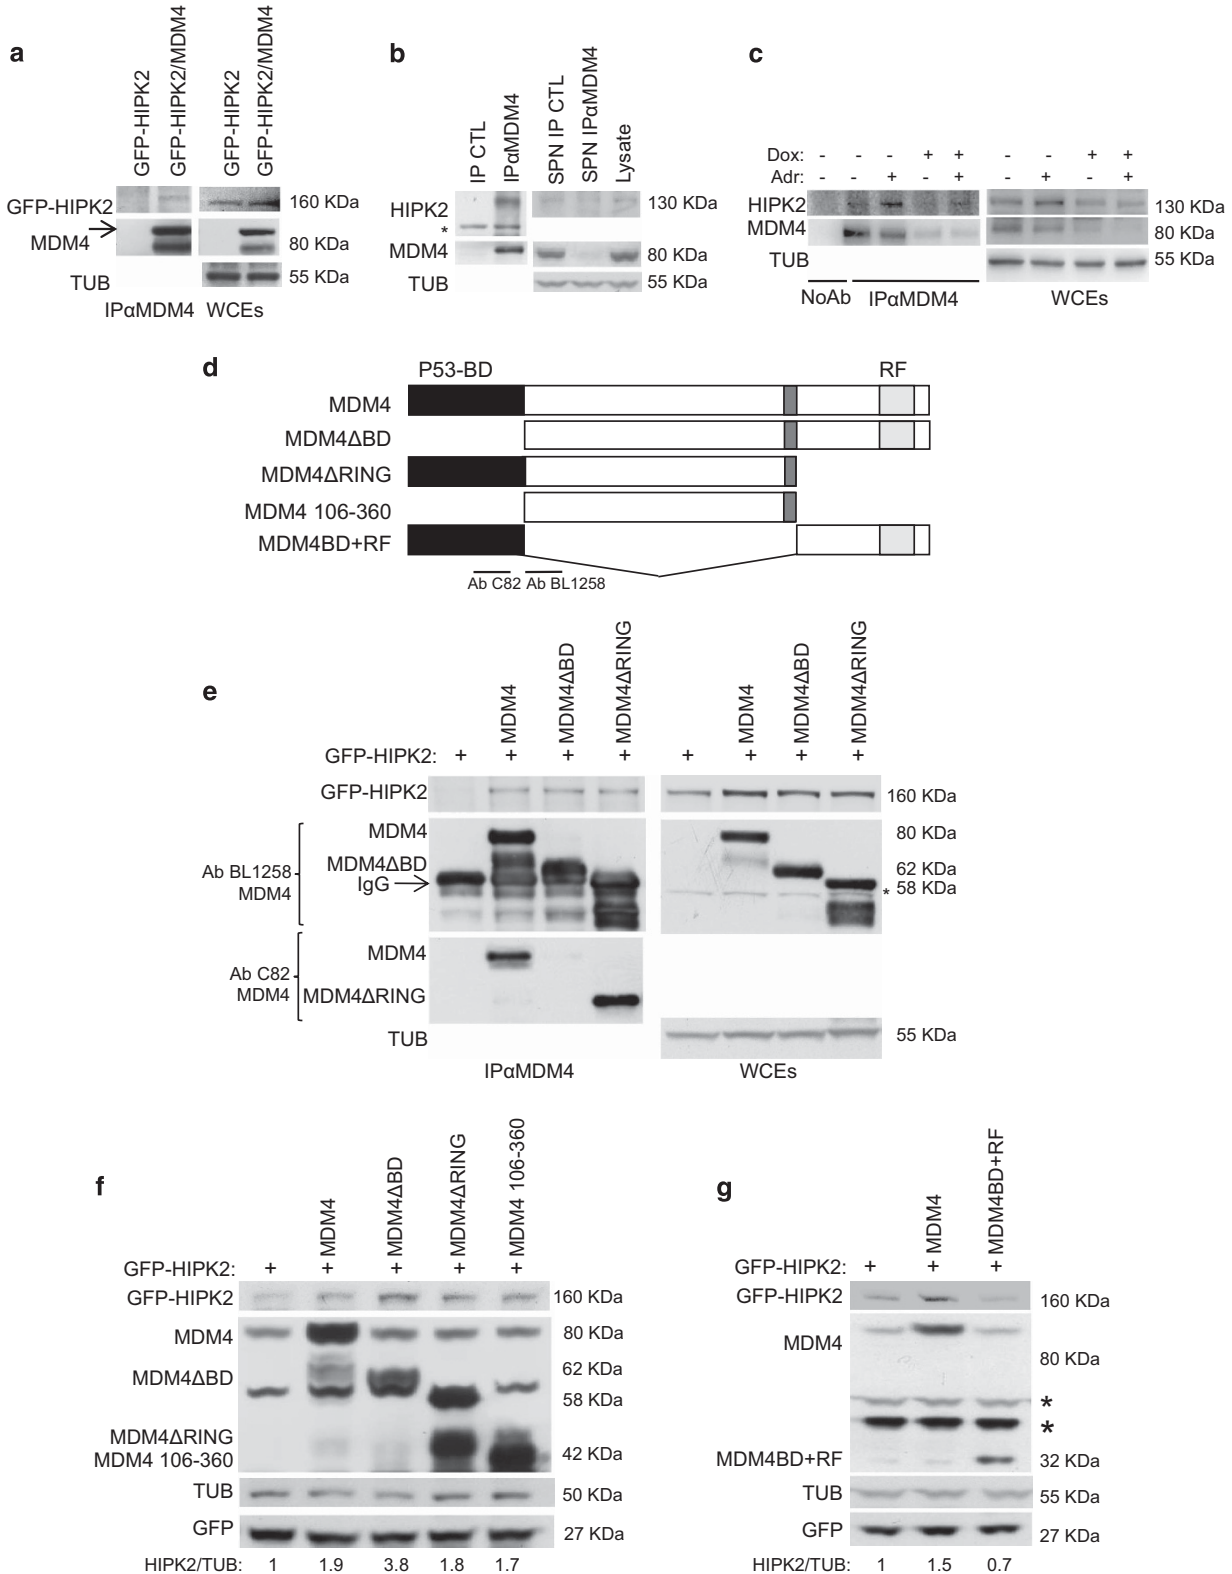 a
GFP-HIPK2
GFP-HIPK2/MDM4
GFP-HIPK2
GFP-HIPK2/MDM4
GFP-HIPK2
160 KDa
MDM4
80 KDa
TUB
55 KDa
IPαMDM4 WCEs
b
IP CTL
IPαMDM4
SPN IP CTL
SPN IPαMDM4
Lysate
HIPK2
130 KDa
*
MDM4
80 KDa
TUB
55 KDa
c
Dox: - - - + + - - + +
Adr: - - + - + - + - +
HIPK2
130 KDa
MDM4
80 KDa
TUB
55 KDa
NoAb IPαMDM4 WCEs
d
P53-BD RF
MDM4
MDM4ΔBD
MDM4ΔRING
MDM4 106-360
MDM4BD+RF
Ab C82 Ab BL1258
e
MDM4
MDM4ΔBD
MDM4ΔRING
MDM4
MDM4ΔBD
MDM4ΔRING
GFP-HIPK2: + + + + + + + +
GFP-HIPK2
160 KDa
Ab BL1258
MDM4
MDM4
80 KDa
MDM4ΔBD
62 KDa
IgG
* 58 KDa
Ab C82
MDM4
MDM4
MDM4ΔRING
TUB
55 KDa
IPαMDM4 WCEs
f
MDM4
MDM4ΔBD
MDM4ΔRING
MDM4 106-360
GFP-HIPK2: + + + + +
GFP-HIPK2
160 KDa
MDM4
80 KDa
MDM4ΔBD
62 KDa
58 KDa
MDM4ΔRING
MDM4 106-360
42 KDa
TUB
50 KDa
GFP
27 KDa
HIPK2/TUB: 1 1.9 3.8 1.8 1.7
g
MDM4
MDM4BD+RF
GFP-HIPK2: + + +
GFP-HIPK2
160 KDa
MDM4
80 KDa
*
*
MDM4BD+RF
32 KDa
TUB
55 KDa
GFP
27 KDa
HIPK2/TUB: 1 1.5 0.7